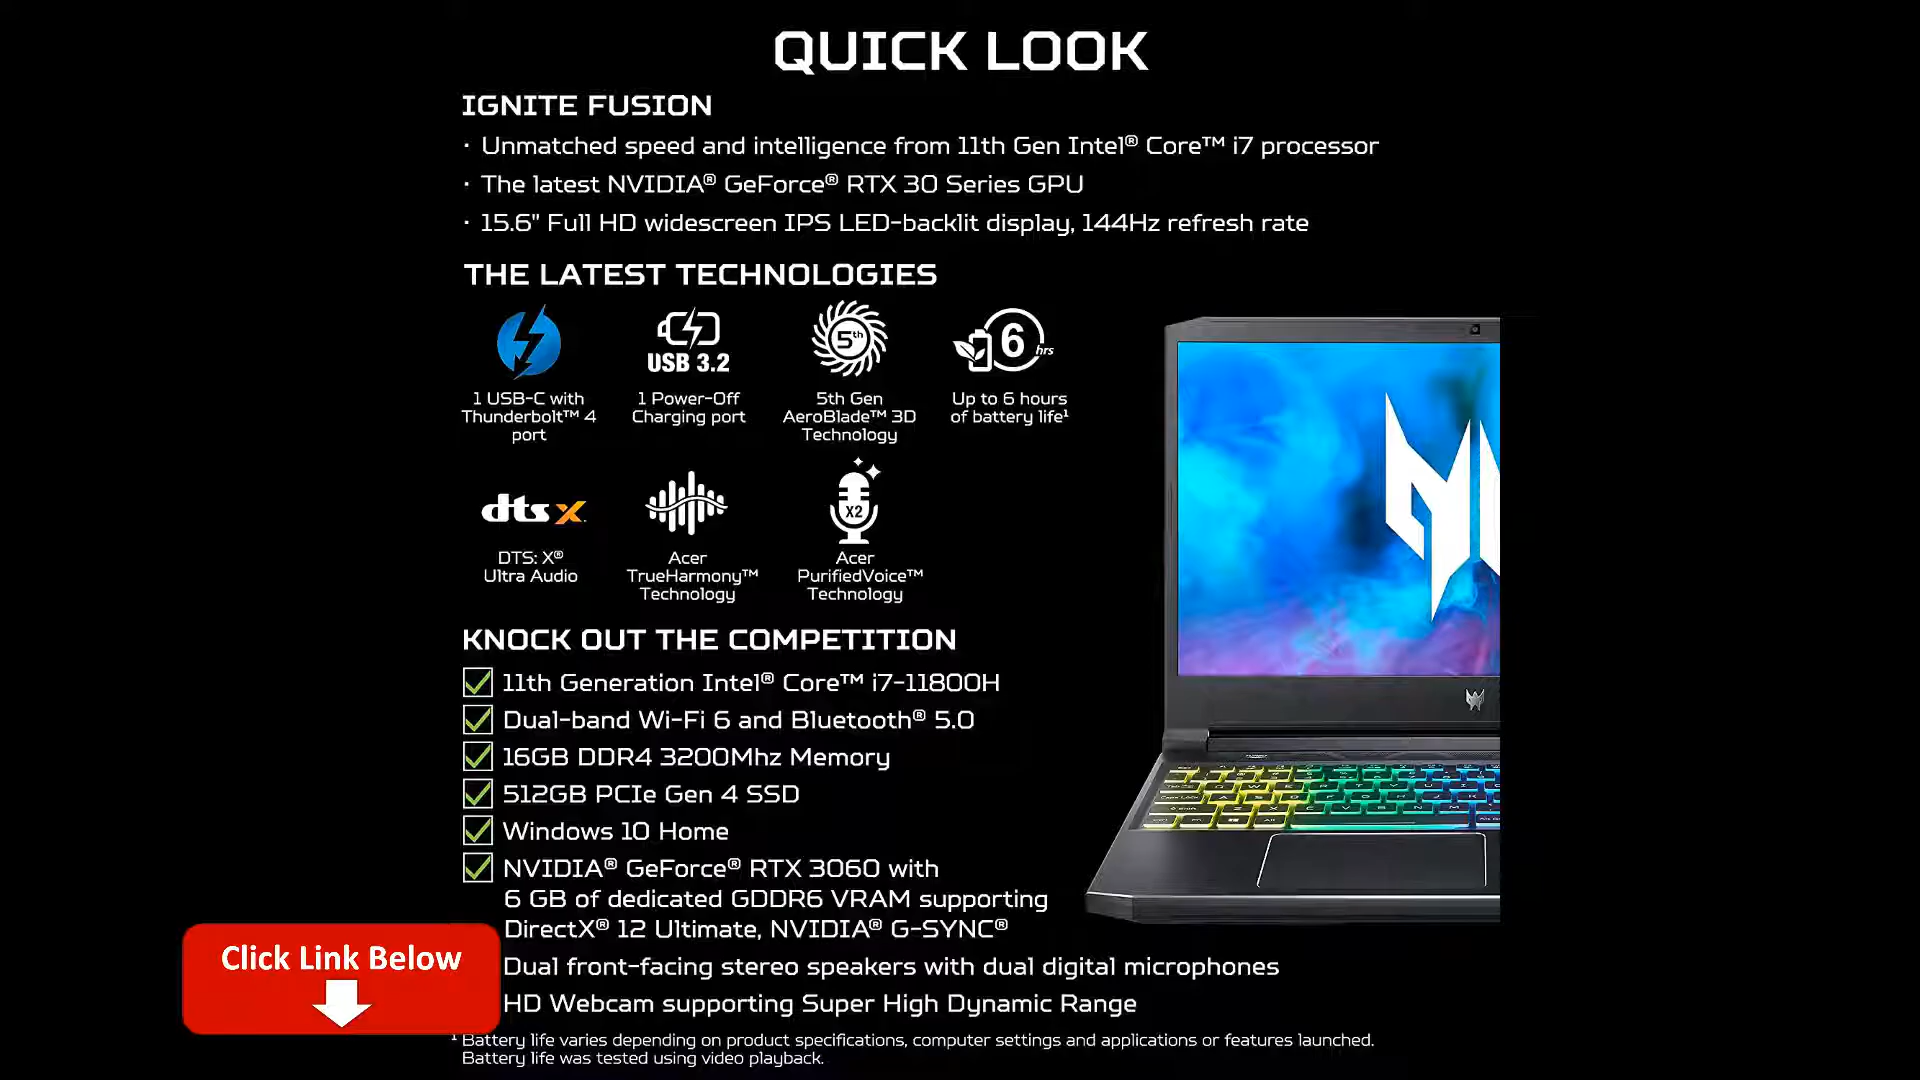 QUICK LOOK
IGNITE FUSION
· Unmatched speed and intelligence from 11th Gen Intel® Core™ i7 processor
· The latest NVIDIA® GeForce® RTX 30 Series GPU
· 15.6" Full HD widescreen IPS LED-backlit display, 144Hz refresh rate
THE LATEST TECHNOLOGIES
USB 3.2
5th
6 hrs
1 USB-C with
Thunderbolt™ 4
port
1 Power-Off
Charging port
5th Gen
AeroBlade™ 3D
Technology
Up to 6 hours
of battery life¹
dts X
X2
DTS: X®
Ultra Audio
Acer
TrueHarmony™
Technology
Acer
PurifiedVoice™
Technology
KNOCK OUT THE COMPETITION
11th Generation Intel® Core™ i7-11800H
Dual-band Wi-Fi 6 and Bluetooth® 5.0
16GB DDR4 3200Mhz Memory
512GB PCIe Gen 4 SSD
Windows 10 Home
NVIDIA® GeForce® RTX 3060 with
6 GB of dedicated GDDR6 VRAM supporting
DirectX® 12 Ultimate, NVIDIA® G-SYNC®
Dual front-facing stereo speakers with dual digital microphones
HD Webcam supporting Super High Dynamic Range
Click Link Below
¹ Battery life varies depending on product specifications, computer settings and applications or features launched.
Battery life was tested using video playback.